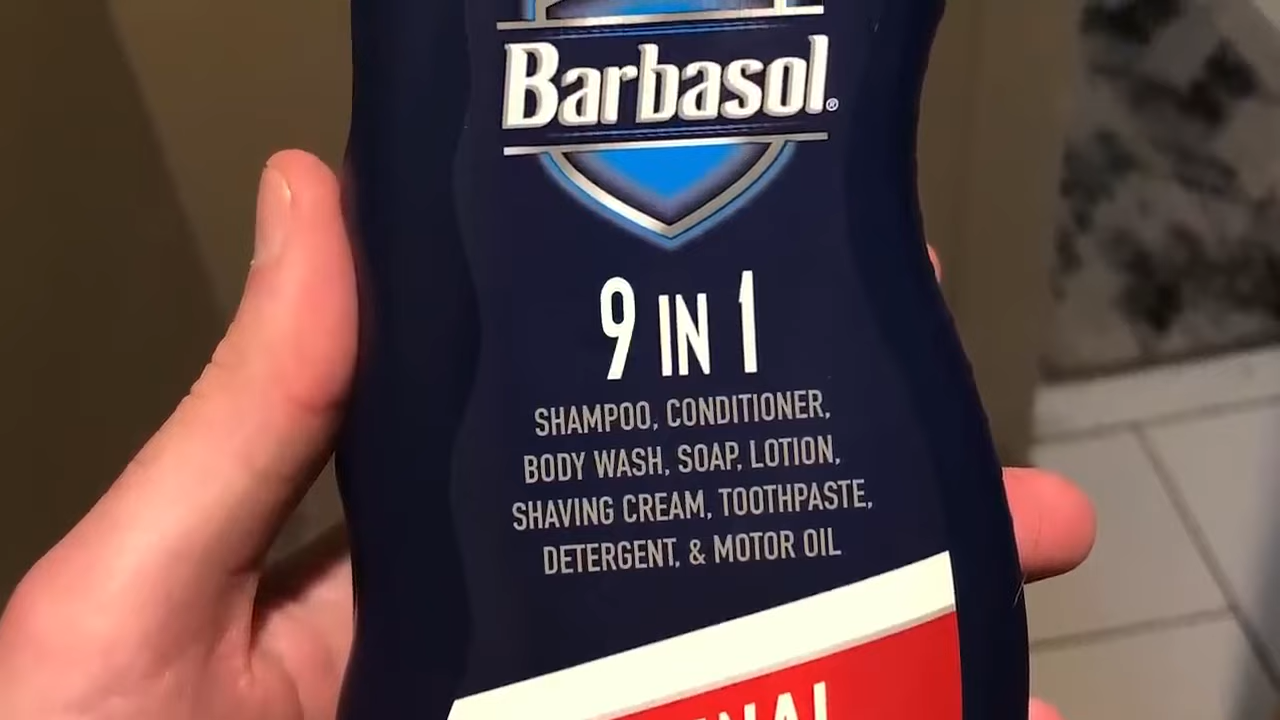 Barbasol®
9 IN 1
SHAMPOO, CONDITIONER,
BODY WASH, SOAP, LOTION,
SHAVING CREAM, TOOTHPASTE,
DETERGENT, & MOTOR OIL